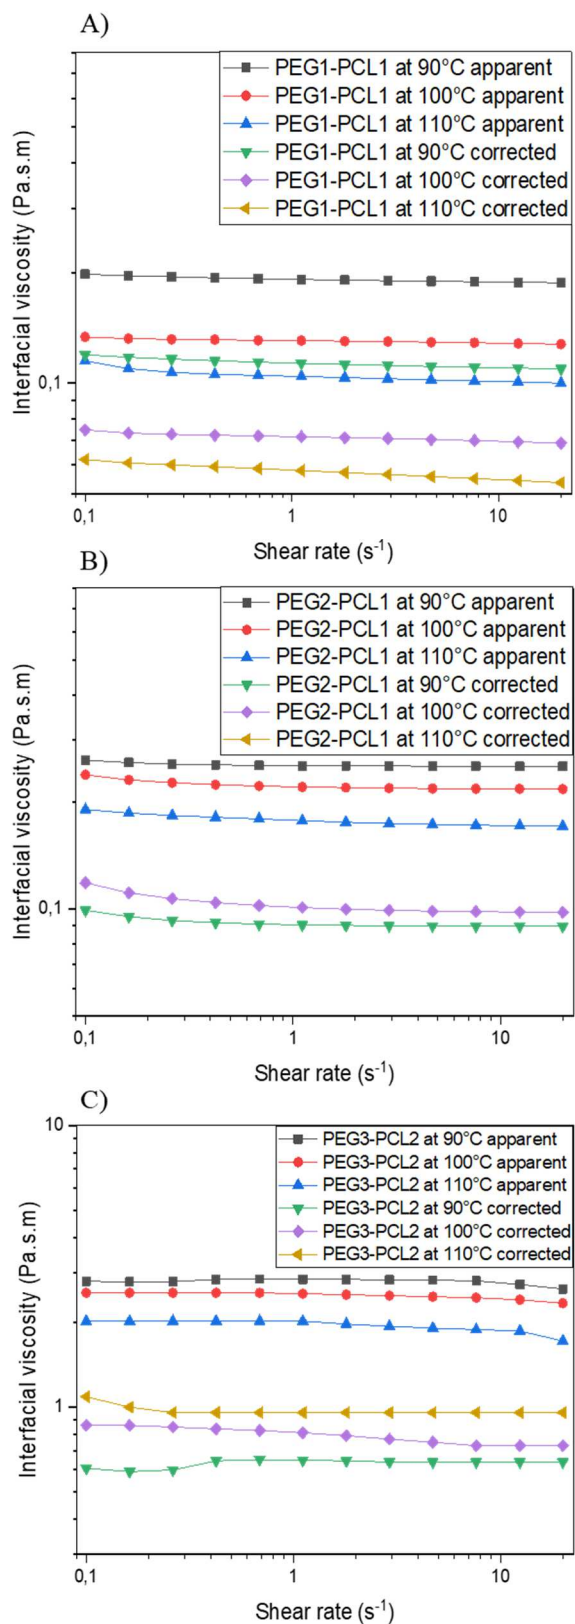 A)
PEG1-PCL1 at 90°C apparent
PEG1-PCL1 at 100°C apparent
PEG1-PCL1 at 110°C apparent
PEG1-PCL1 at 90°C corrected
PEG1-PCL1 at 100°C corrected
PEG1-PCL1 at 110°C corrected
Interfacial viscosity (Pa.s.m)
0,1
0,1
1
10
Shear rate (s⁻¹)
B)
PEG2-PCL1 at 90°C apparent
PEG2-PCL1 at 100°C apparent
PEG2-PCL1 at 110°C apparent
PEG2-PCL1 at 90°C corrected
PEG2-PCL1 at 100°C corrected
PEG2-PCL1 at 110°C corrected
Interfacial viscosity (Pa.s.m)
0,1
0,1
1
10
Shear rate (s⁻¹)
C)
10
PEG3-PCL2 at 90°C apparent
PEG3-PCL2 at 100°C apparent
PEG3-PCL2 at 110°C apparent
PEG3-PCL2 at 90°C corrected
PEG3-PCL2 at 100°C corrected
PEG3-PCL2 at 110°C corrected
Interfacial viscosity (Pa.s.m)
1
0,1
1
10
Shear rate (s⁻¹)